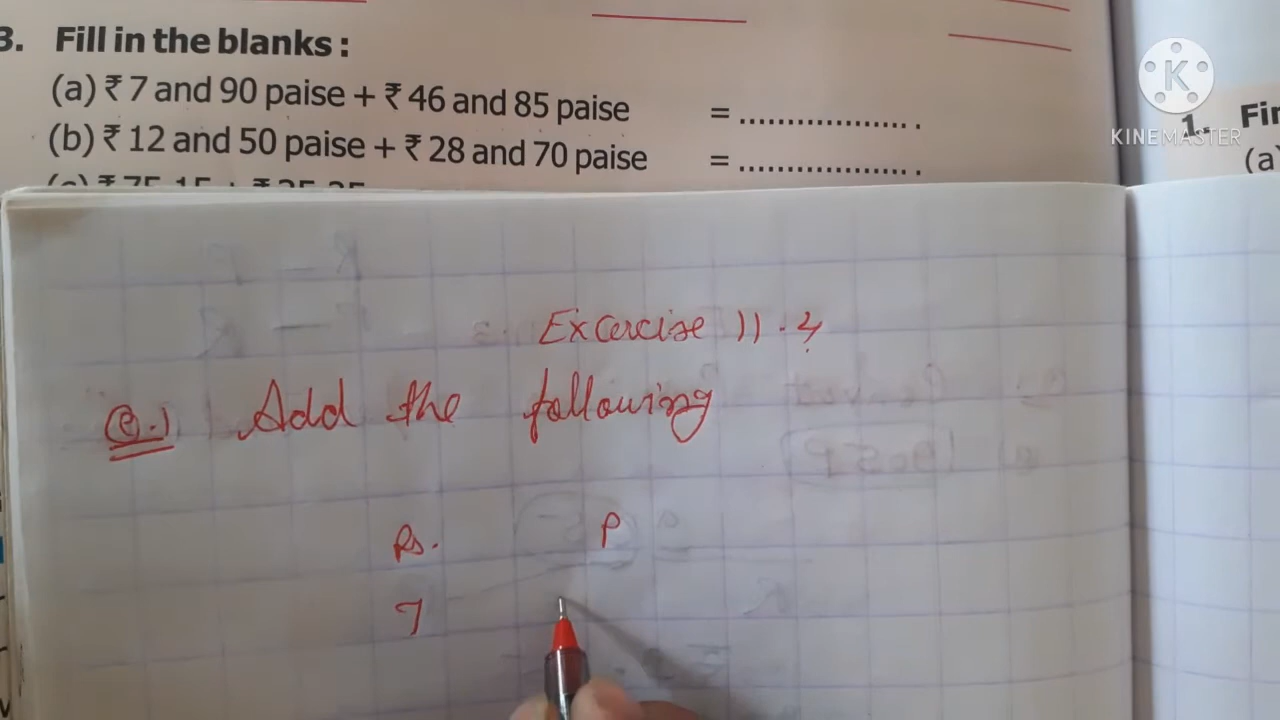 3. Fill in the blanks :
(a) ₹ 7 and 90 paise + ₹ 46 and 85 paise = ................... .
(b) ₹ 12 and 50 paise + ₹ 28 and 70 paise = ................... .
K
KINEMASTER
1. Fin
(a
Excercise 11.4
Q.1 Add the following
Rs. P
7